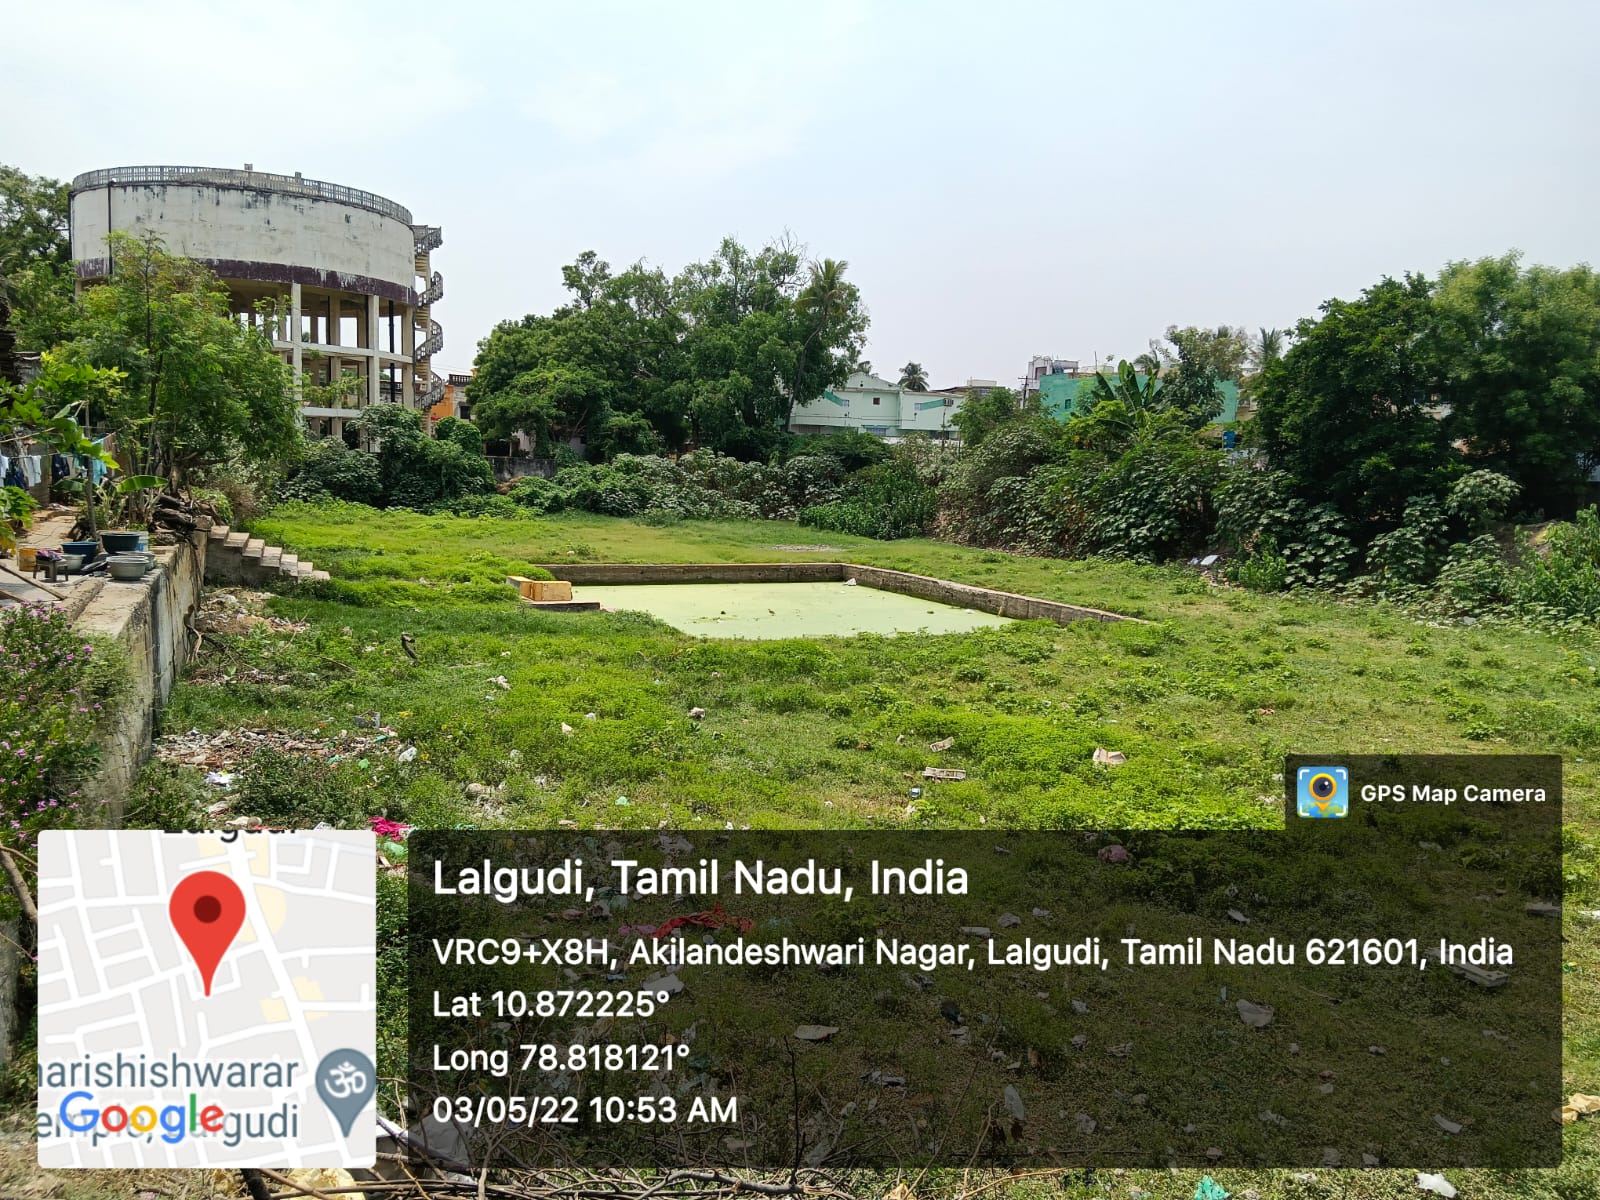 GPS Map Camera
Lalgudi, Tamil Nadu, India
VRC9+X8H, Akilandeshwari Nagar, Lalgudi, Tamil Nadu 621601, India
Lat 10.872225°
Long 78.818121°
03/05/22 10:53 AM
arishishwarar
Google